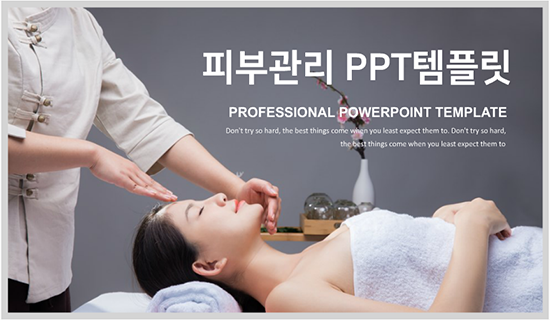 피부관리 PPT템플릿
PROFESSIONAL POWERPOINT TEMPLATE
Don't try so hard, the best things come when you least expect them to. Don't try so hard,
the best things come when you least expect them to